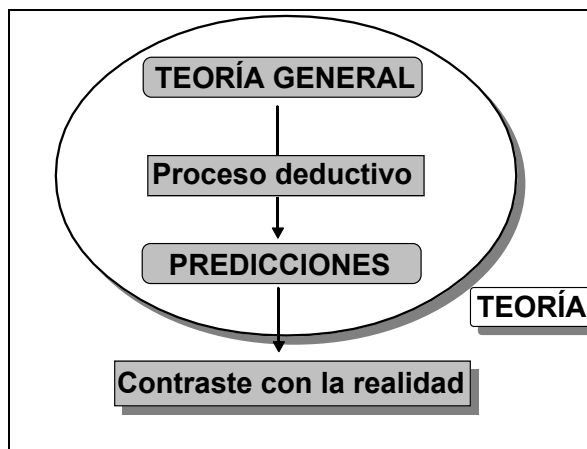 TEORÍA GENERAL
Proceso deductivo
PREDICCIONES
TEORÍA
Contraste con la realidad